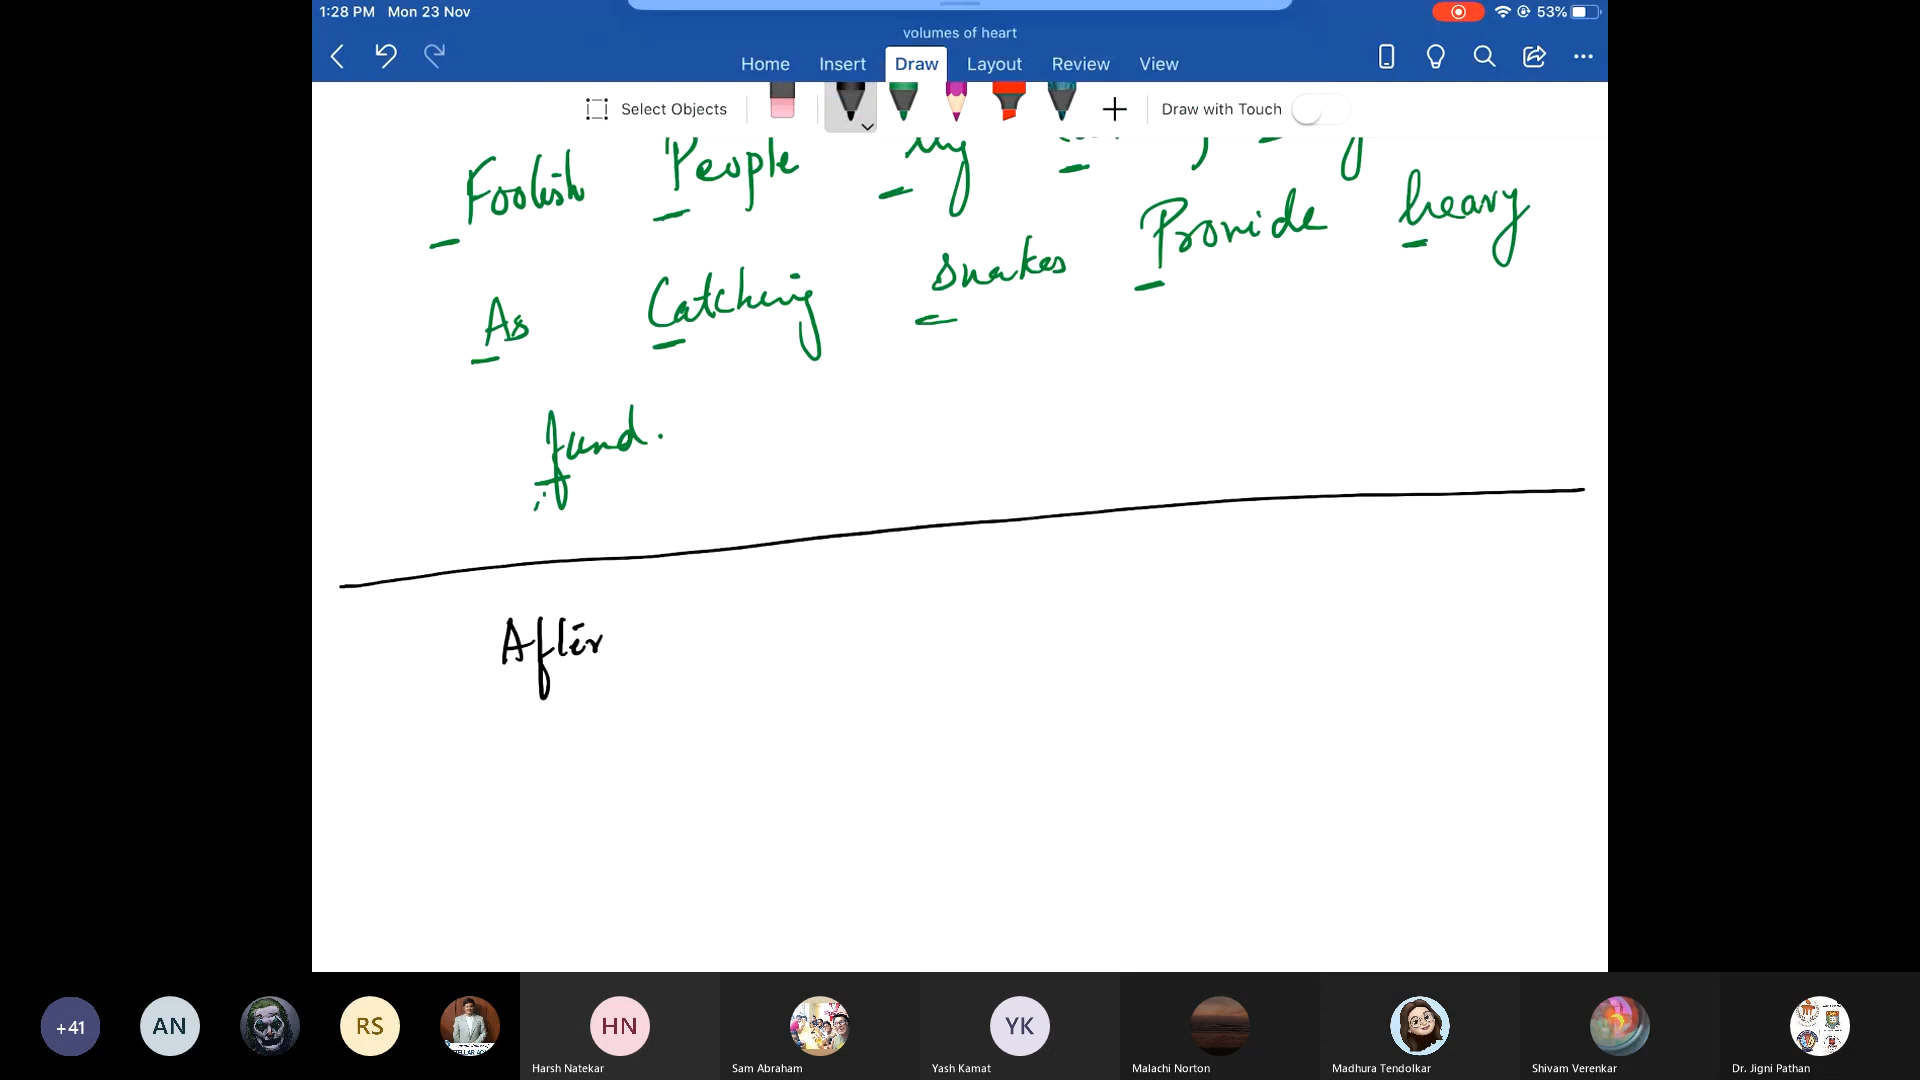 1:28 PM Mon 23 Nov
53%
volumes of heart
Home Insert Draw Layout Review View
Select Objects
Draw with Touch
Foolish People my
As Catching snakes Provide heavy
fund.
After
+41 AN RS HN YK
Harsh Natekar Sam Abraham Yash Kamat Malachi Norton Madhura Tendolkar Shivam Verenkar Dr. Jigni Pathan